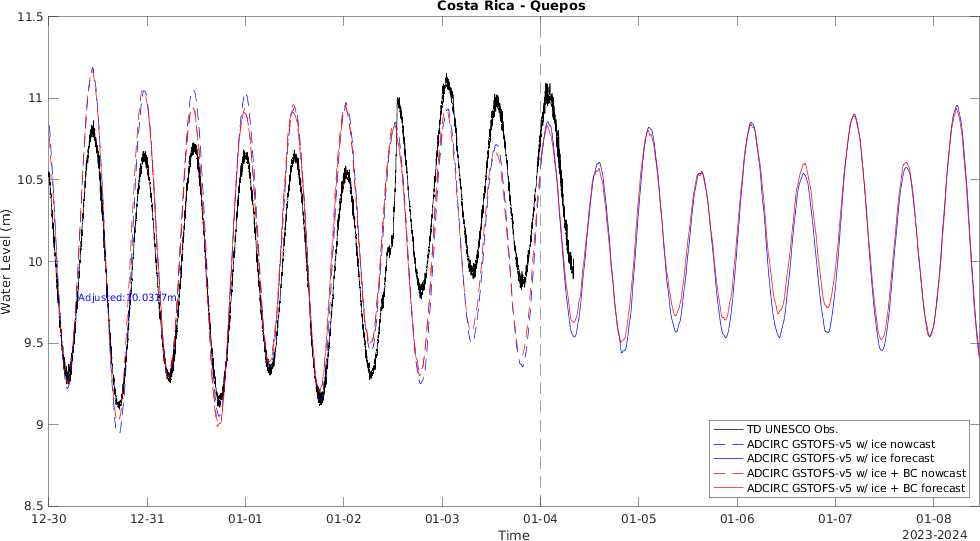 Costa Rica - Quepos
11.5
11
10.5
10
9.5
9
8.5
Water Level (m)
Adjusted:10.0317m
TD UNESCO Obs.
ADCIRC GSTOFS-v5 w/ ice nowcast
ADCIRC GSTOFS-v5 w/ ice forecast
ADCIRC GSTOFS-v5 w/ ice + BC nowcast
ADCIRC GSTOFS-v5 w/ ice + BC forecast
12-30 12-31 01-01 01-02 01-03 01-04 01-05 01-06 01-07 01-08
Time
2023-2024